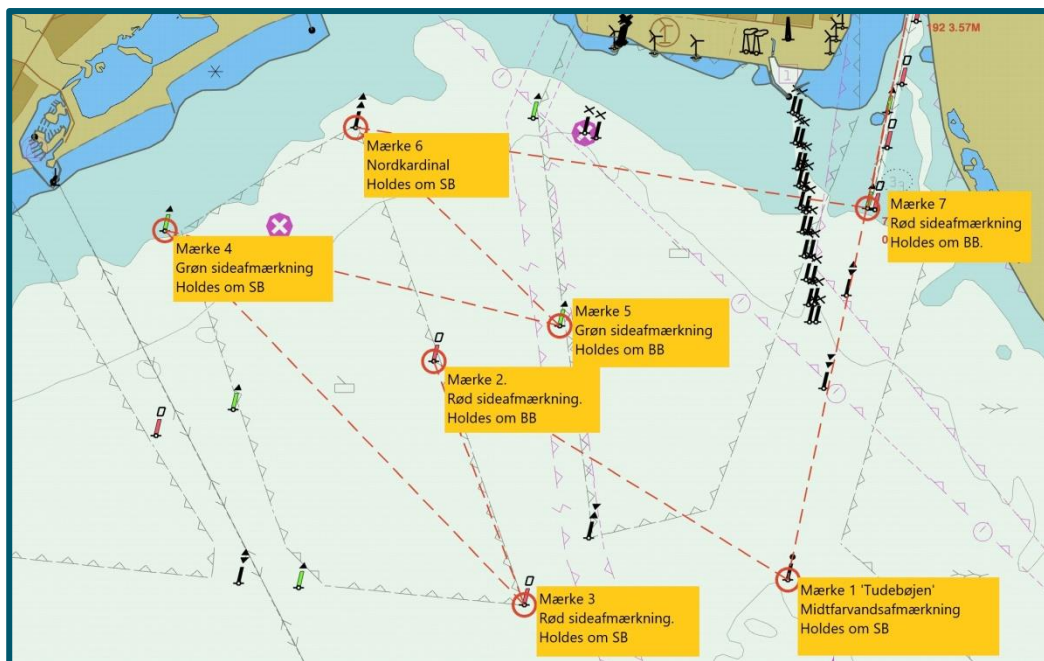 192 3.57M
1
Mærke 6
Nordkardinal
Holdes om SB
Mærke 7
Rød sideafmærkning
Holdes om BB.
Mærke 4
Grøn sideafmærkning
Holdes om SB
Mærke 5
Grøn sideafmærkning
Holdes om BB
Mærke 2.
Rød sideafmærkning.
Holdes om BB
Mærke 1 'Tudebøjen'
Midtfarvandsafmærkning
Holdes om SB
Mærke 3
Rød sideafmærkning.
Holdes om SB